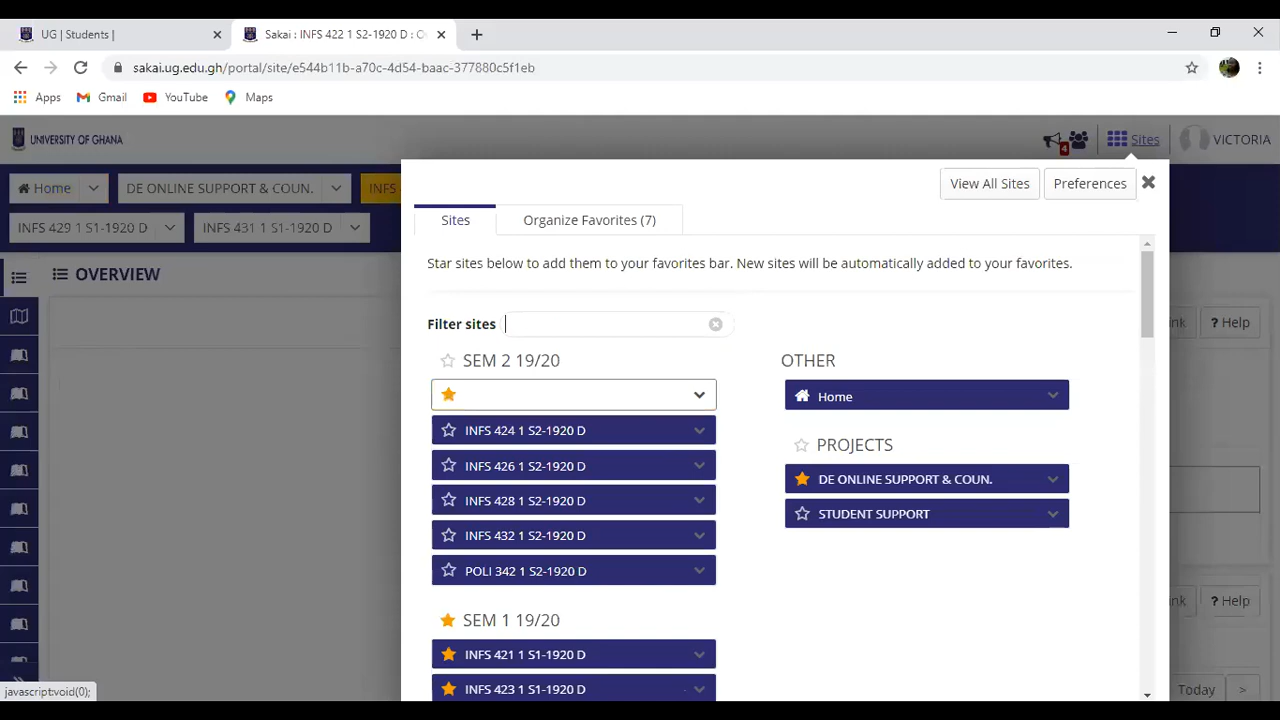 UG | Students |
Sakai : INFS 422 1 S2-1920 D : O
sakai.ug.edu.gh/portal/site/e544b11b-a70c-4d54-baac-377880c5f1eb
Apps Gmail YouTube Maps
UNIVERSITY OF GHANA
4 Sites VICTORIA
Home DE ONLINE SUPPORT & COUN. INFS
View All Sites Preferences
INFS 429 1 S1-1920 D INFS 431 1 S1-1920 D
Sites Organize Favorites (7)
OVERVIEW
Star sites below to add them to your favorites bar. New sites will be automatically added to your favorites.
Filter sites
ink ? Help
SEM 2 19/20
OTHER
Home
INFS 424 1 S2-1920 D
PROJECTS
INFS 426 1 S2-1920 D
DE ONLINE SUPPORT & COUN.
INFS 428 1 S2-1920 D
STUDENT SUPPORT
INFS 432 1 S2-1920 D
POLI 342 1 S2-1920 D
ink ? Help
SEM 1 19/20
INFS 421 1 S1-1920 D
INFS 423 1 S1-1920 D
Today >
javascript:void(0);